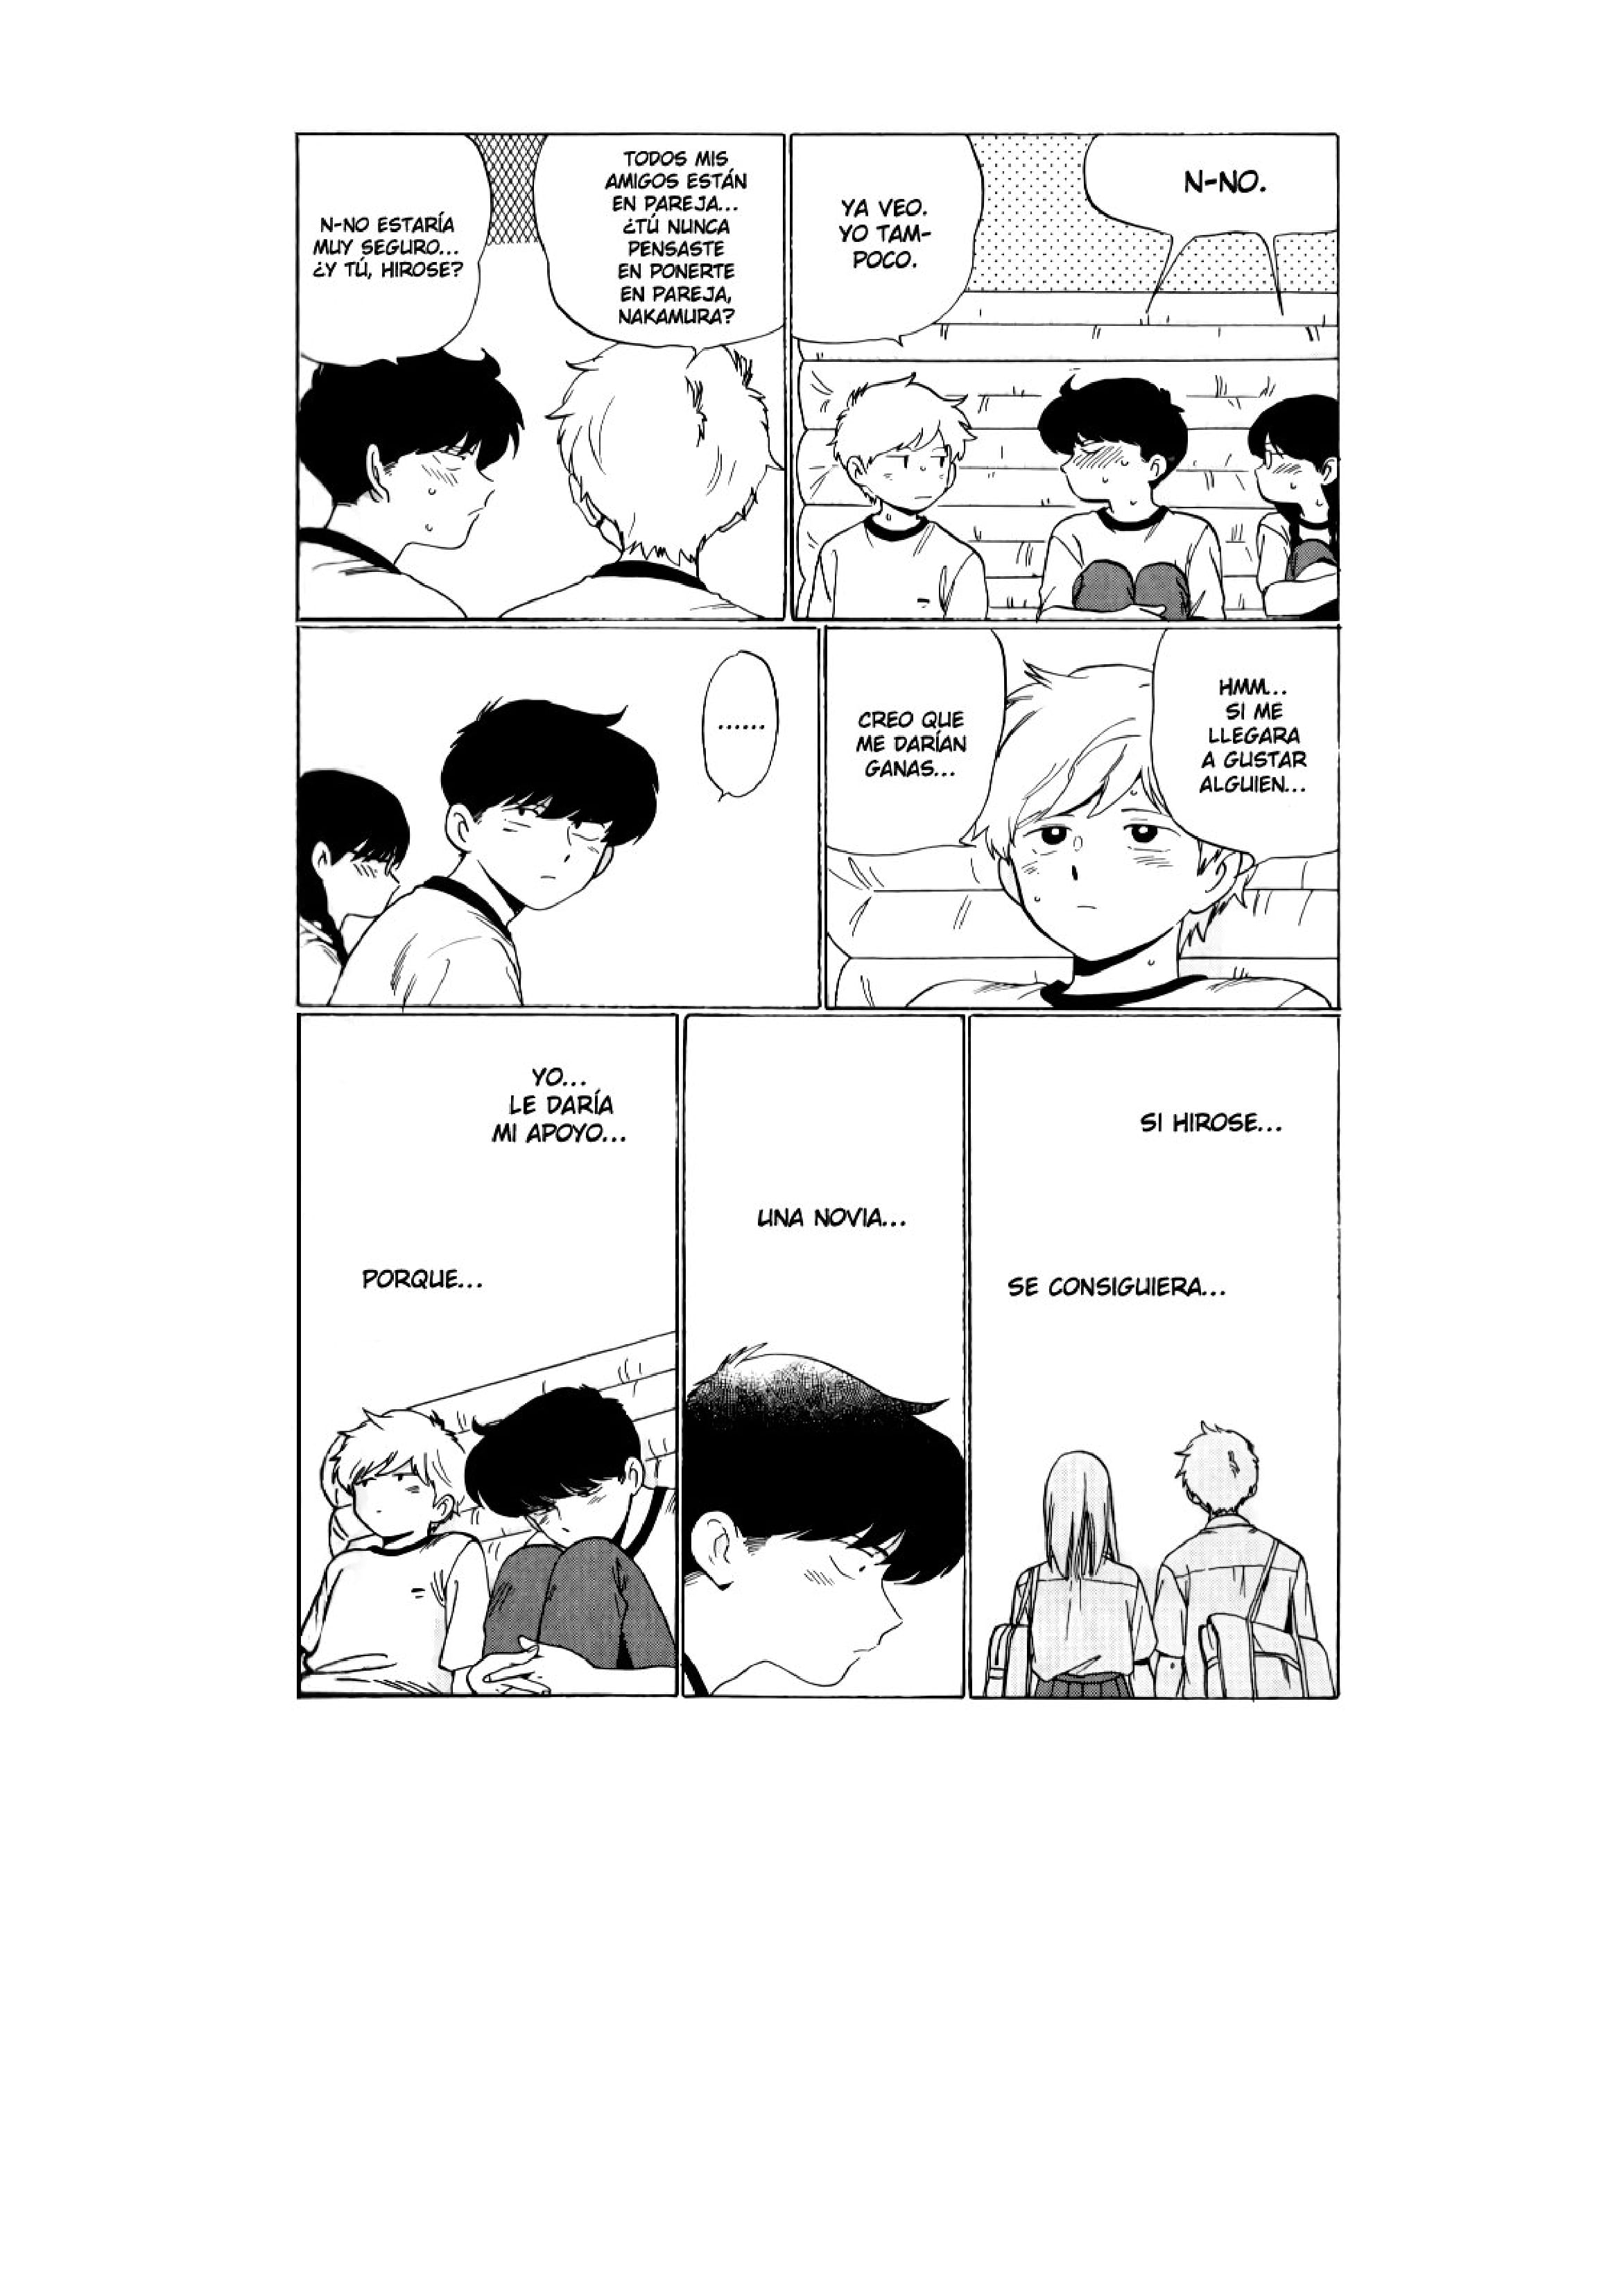 N-NO.
YA VEO.
YO TAM-
POCO.
TODOS MIS
AMIGOS ESTÁN
EN PAREJA...
¿TÚ NUNCA
PENSASTE
EN PONERTE
EN PAREJA,
NAKAMURA?
N-NO ESTARÍA
MUY SEGURO...
¿Y TÚ, HIROSE?
HMM...
SI ME
LLEGARA
A GUSTAR
ALGUIEN...
CREO QUE
ME DARÍAN
GANAS...
......
SI HIROSE...
SE CONSIGUIERA...
UNA NOVIA...
YO...
LE DARÍA
MI APOYO...
PORQUE...